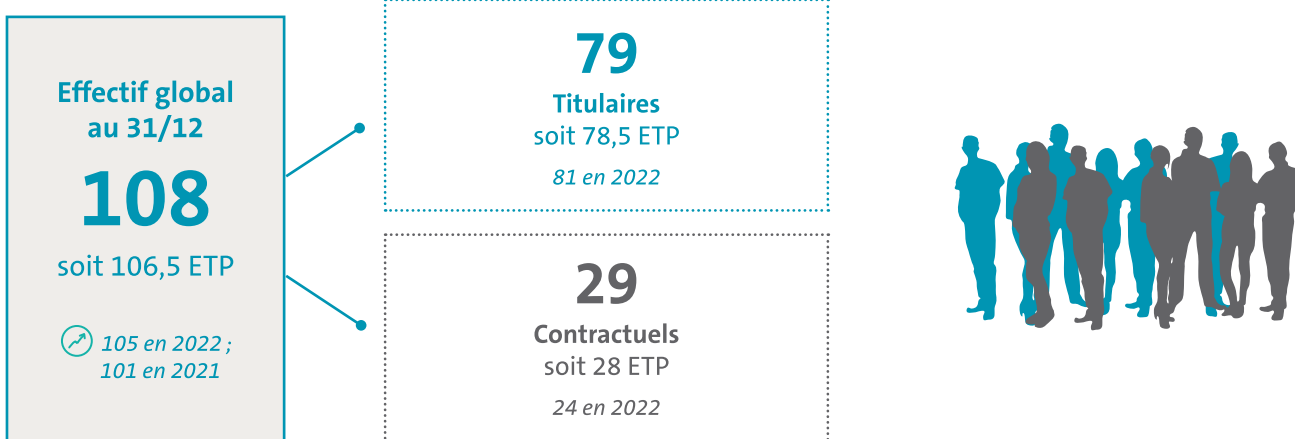 Effectif global
au 31/12
108
soit 106,5 ETP
105 en 2022 ;
101 en 2021
79
Titulaires
soit 78,5 ETP
81 en 2022
29
Contractuels
soit 28 ETP
24 en 2022